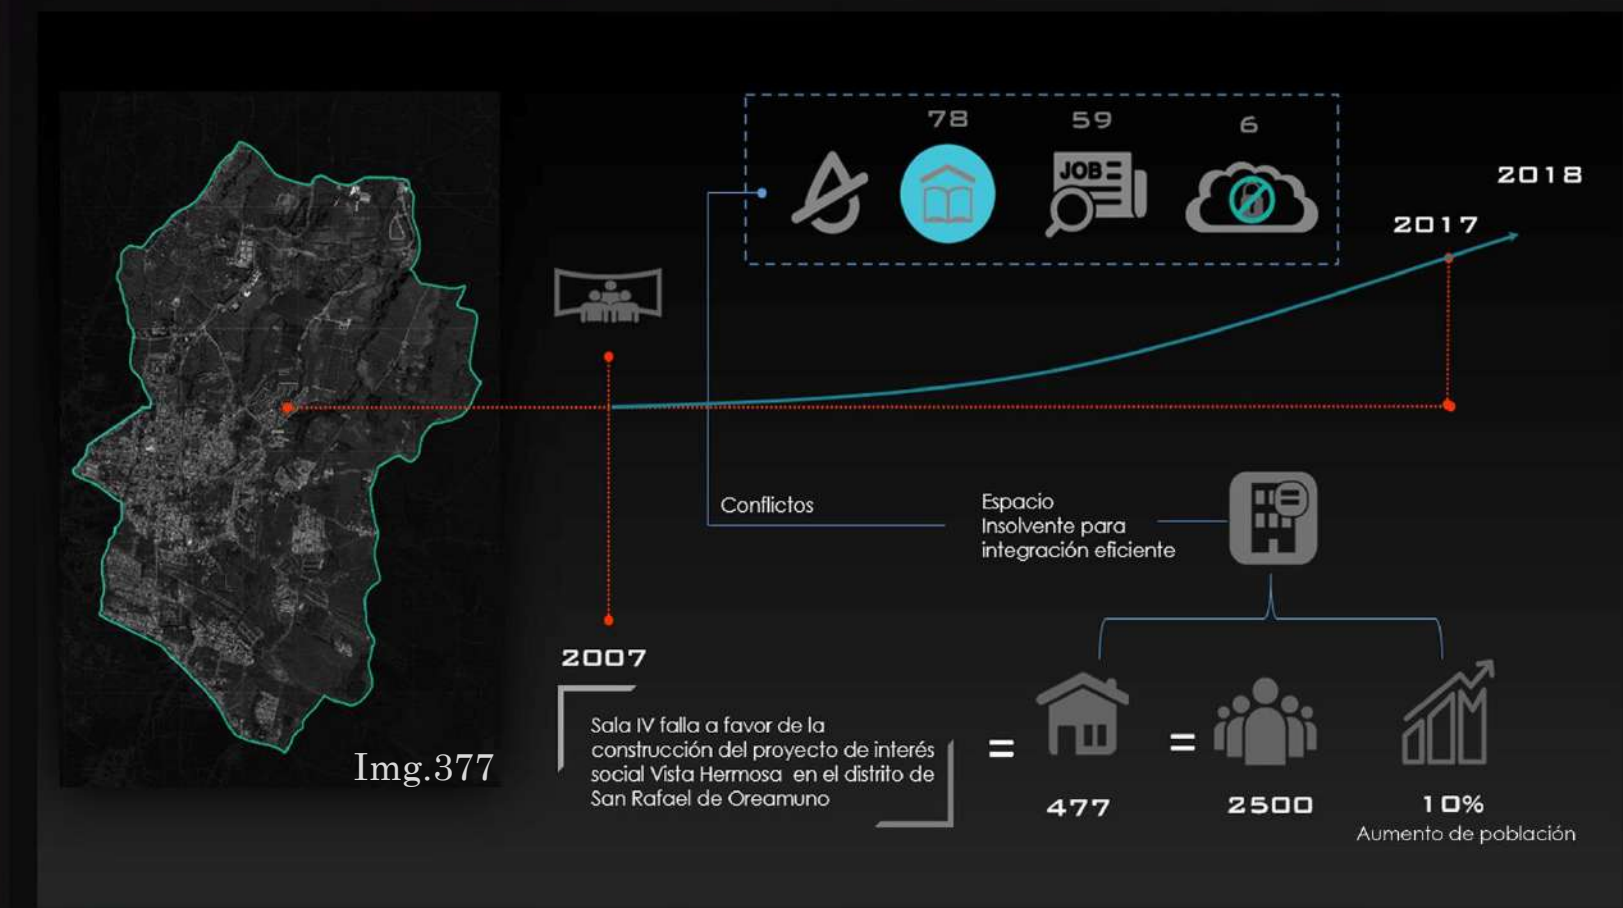 78
59
6
JOB
2018
2017
Conflictos
Espacio
Insolvente para
integración eficiente
2007
Sala IV falla a favor de la
construcción del proyecto de interés
social Vista Hermosa en el distrito de
San Rafael de Oreamuno
=
=
477
2500
10%
Aumento de población
Img.377